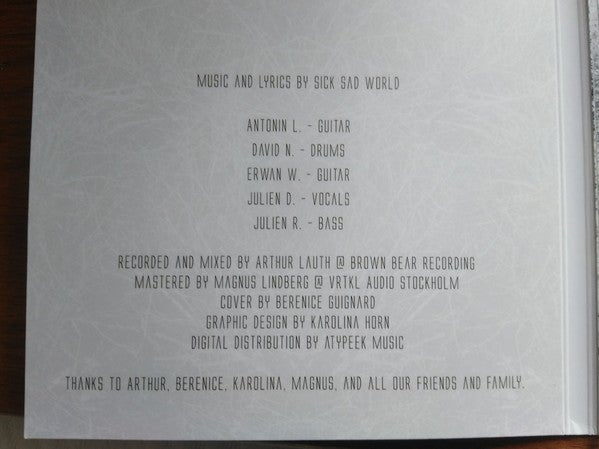 MUSIC AND LYRICS BY SICK SAD WORLD
ANTONIN L. - GUITAR
DAVID N. - DRUMS
ERWAN W. - GUITAR
JULIEN D. - VOCALS
JULIEN R. - BASS
RECORDED AND MIXED BY ARTHUR LAUTH @ BROWN BEAR RECORDING
MASTERED BY MAGNUS LINDBERG @ VRTKL AUDIO STOCKHOLM
COVER BY BERENICE GUIGNARD
GRAPHIC DESIGN BY KAROLINA HORN
DIGITAL DISTRIBUTION BY ATYPEEK MUSIC
THANKS TO ARTHUR, BERENICE, KAROLINA, MAGNUS, AND ALL OUR FRIENDS AND FAMILY.